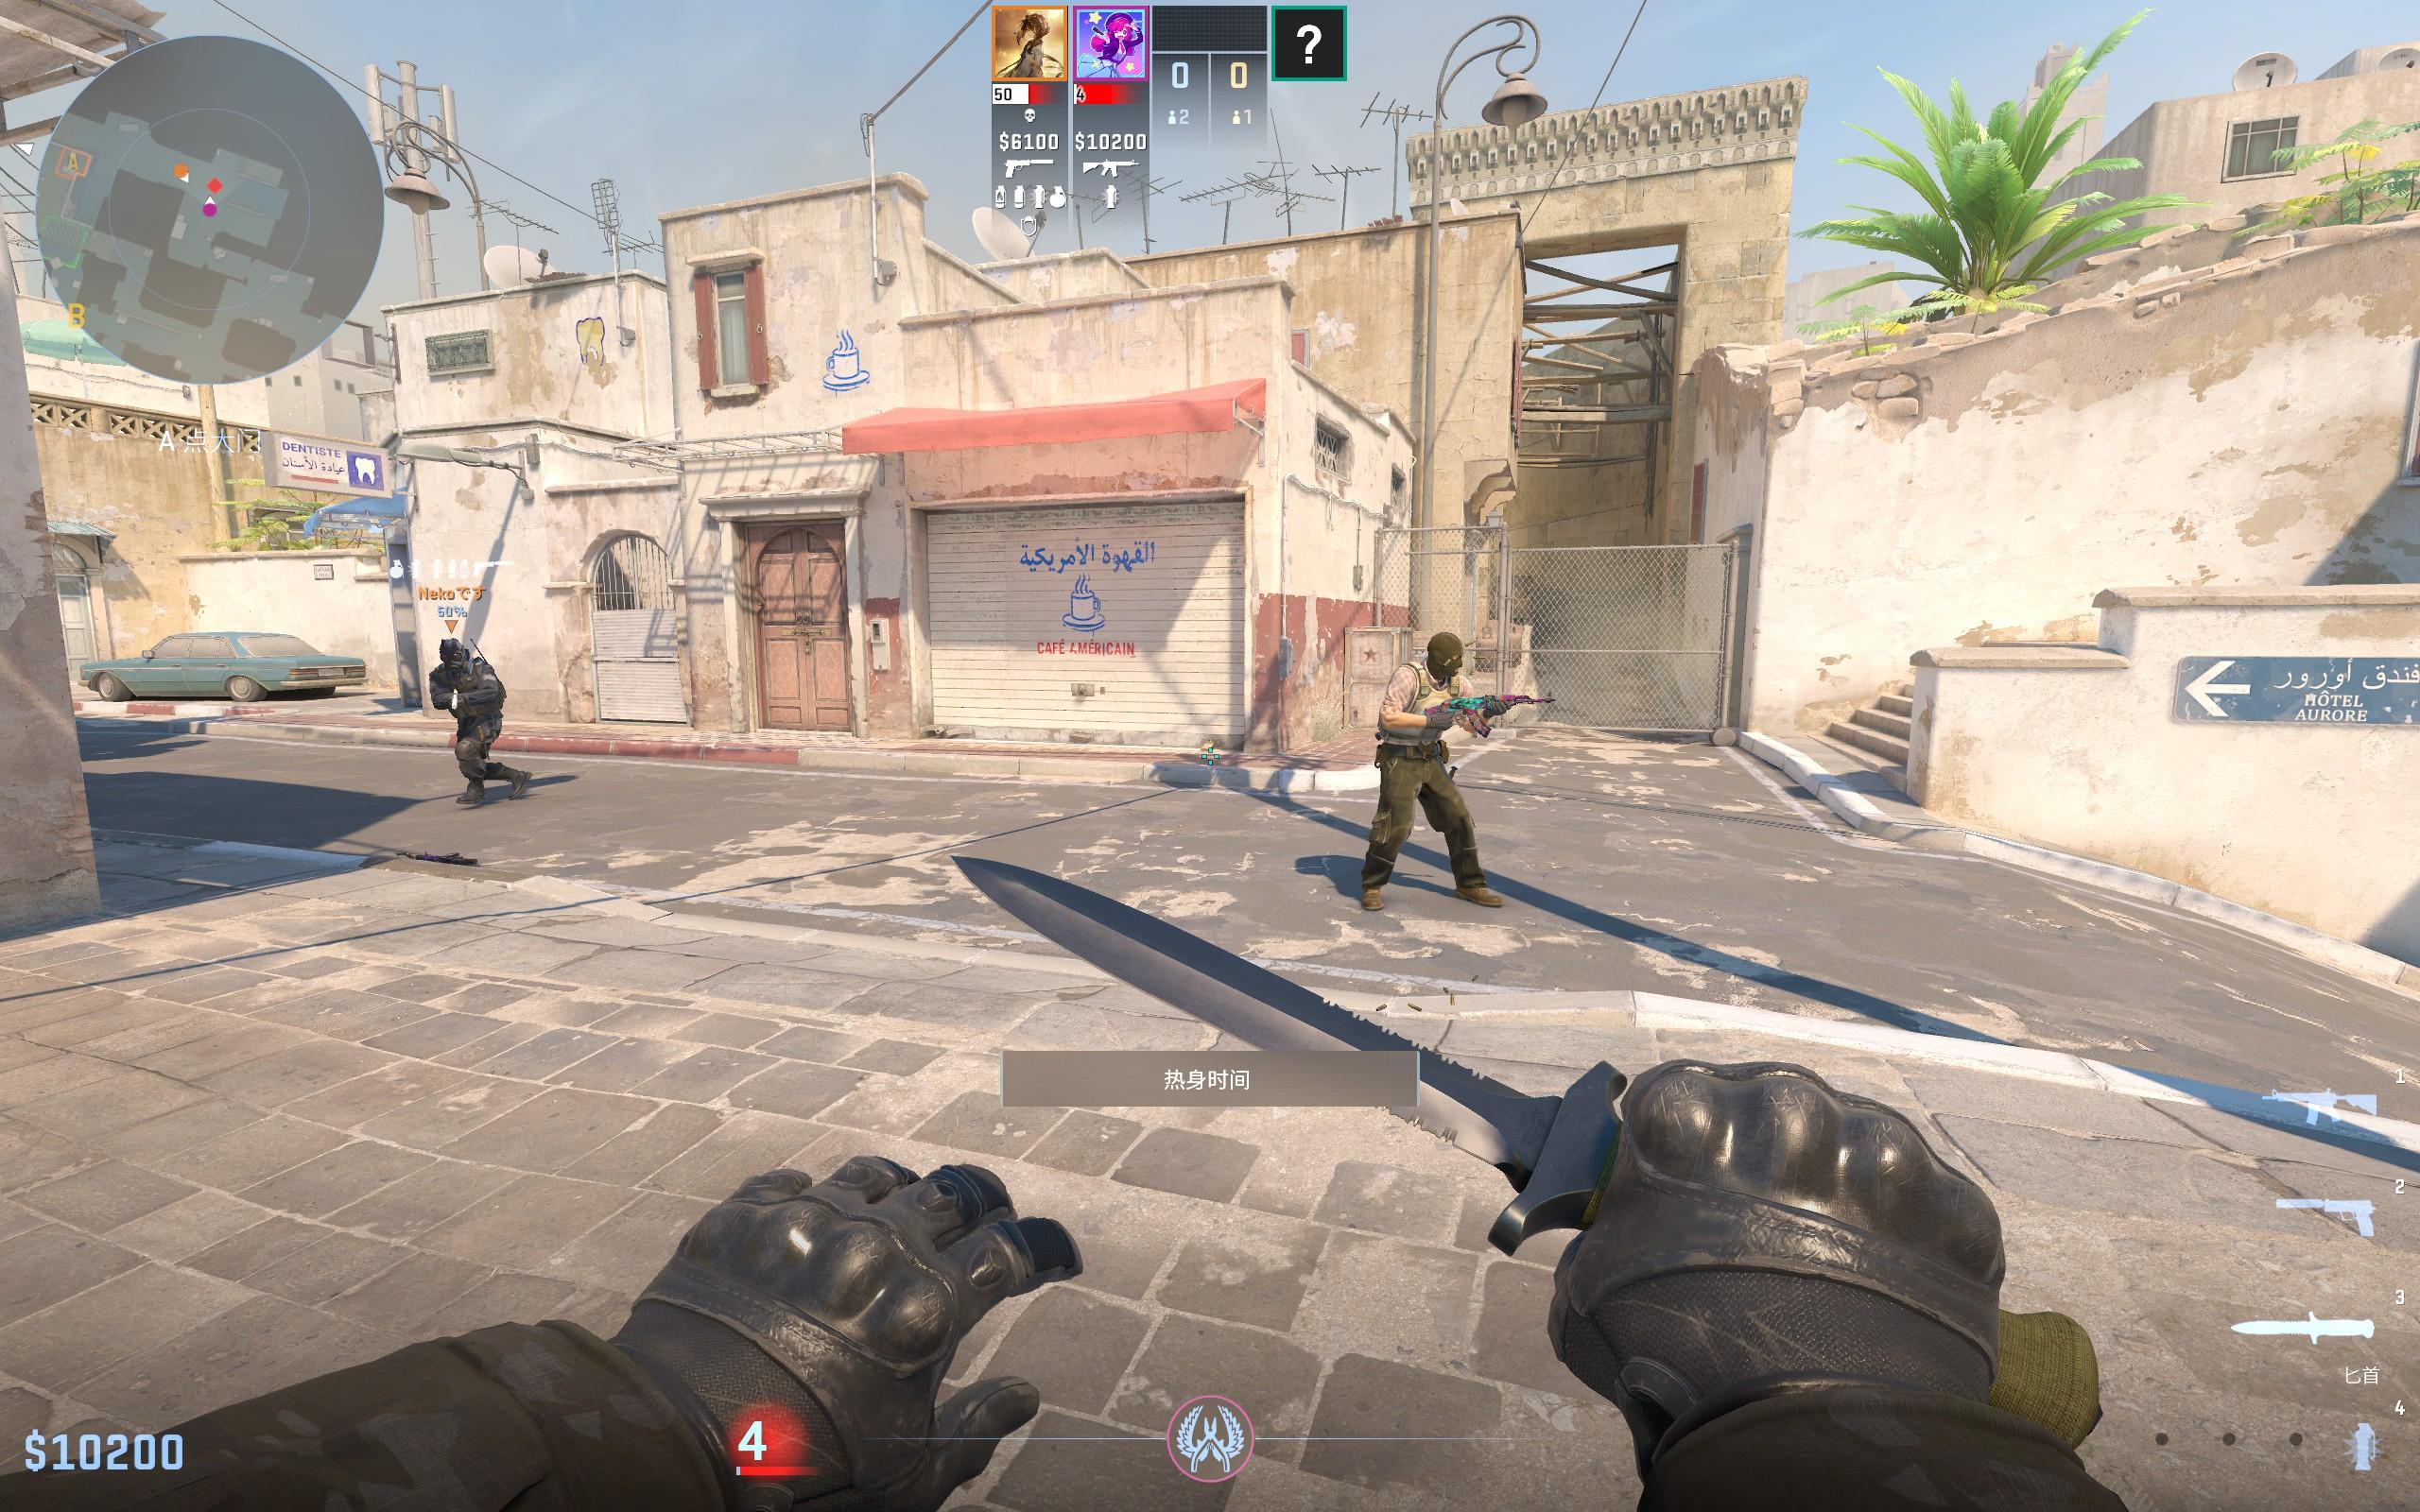 ?
50
4
0
0
2
1
$6100
$10200
A
B
A 点大门
DENTISTE
عيادة الأسنان
Nekoです
50%
القهوة الأمريكية
CAFÉ AMÉRICAIN
فندق أورور
HÔTEL
AURORE
热身时间
1
2
3
匕首
4
$10200
4